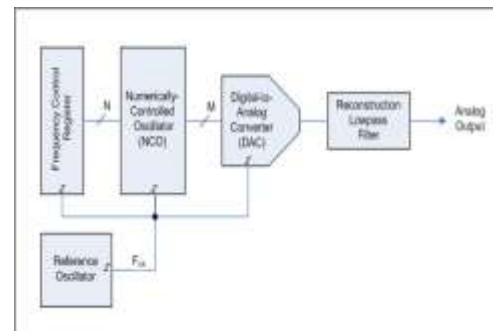 Frequency Control
Register
N
Numerically-
Controlled
Oscillator
(NCO)
M
Digital-to-
Analog
Converter
(DAC)
Reconstruction
Lowpass
Filter
Analog
Output
Reference
Oscillator